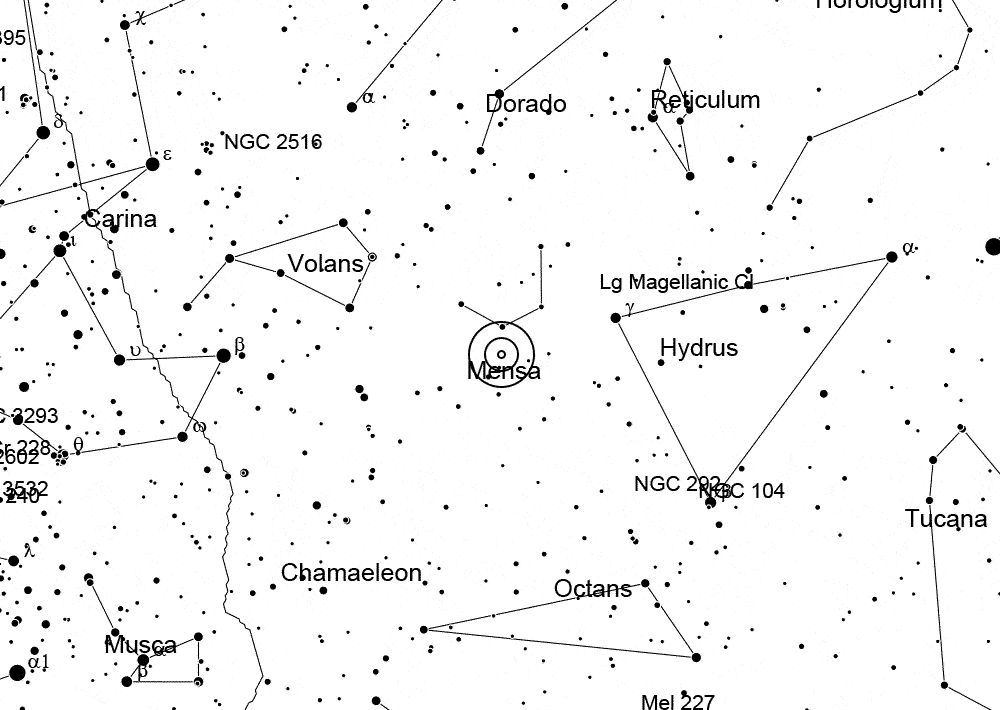 Horologium
χ
395
α
1
Dorado
Reticulum
α
δ
NGC 2516
ε
Carina
ι
α
Volans
Lg Magellanic Cl
γ
υ
β
Hydrus
Mensa
C 3293
ω
θ
Cr 228
2602
NGC 292
β
NGC 104
3532
240
Tucana
λ
Chamaeleon
Octans
Musca
α
β
α1
Mel 227